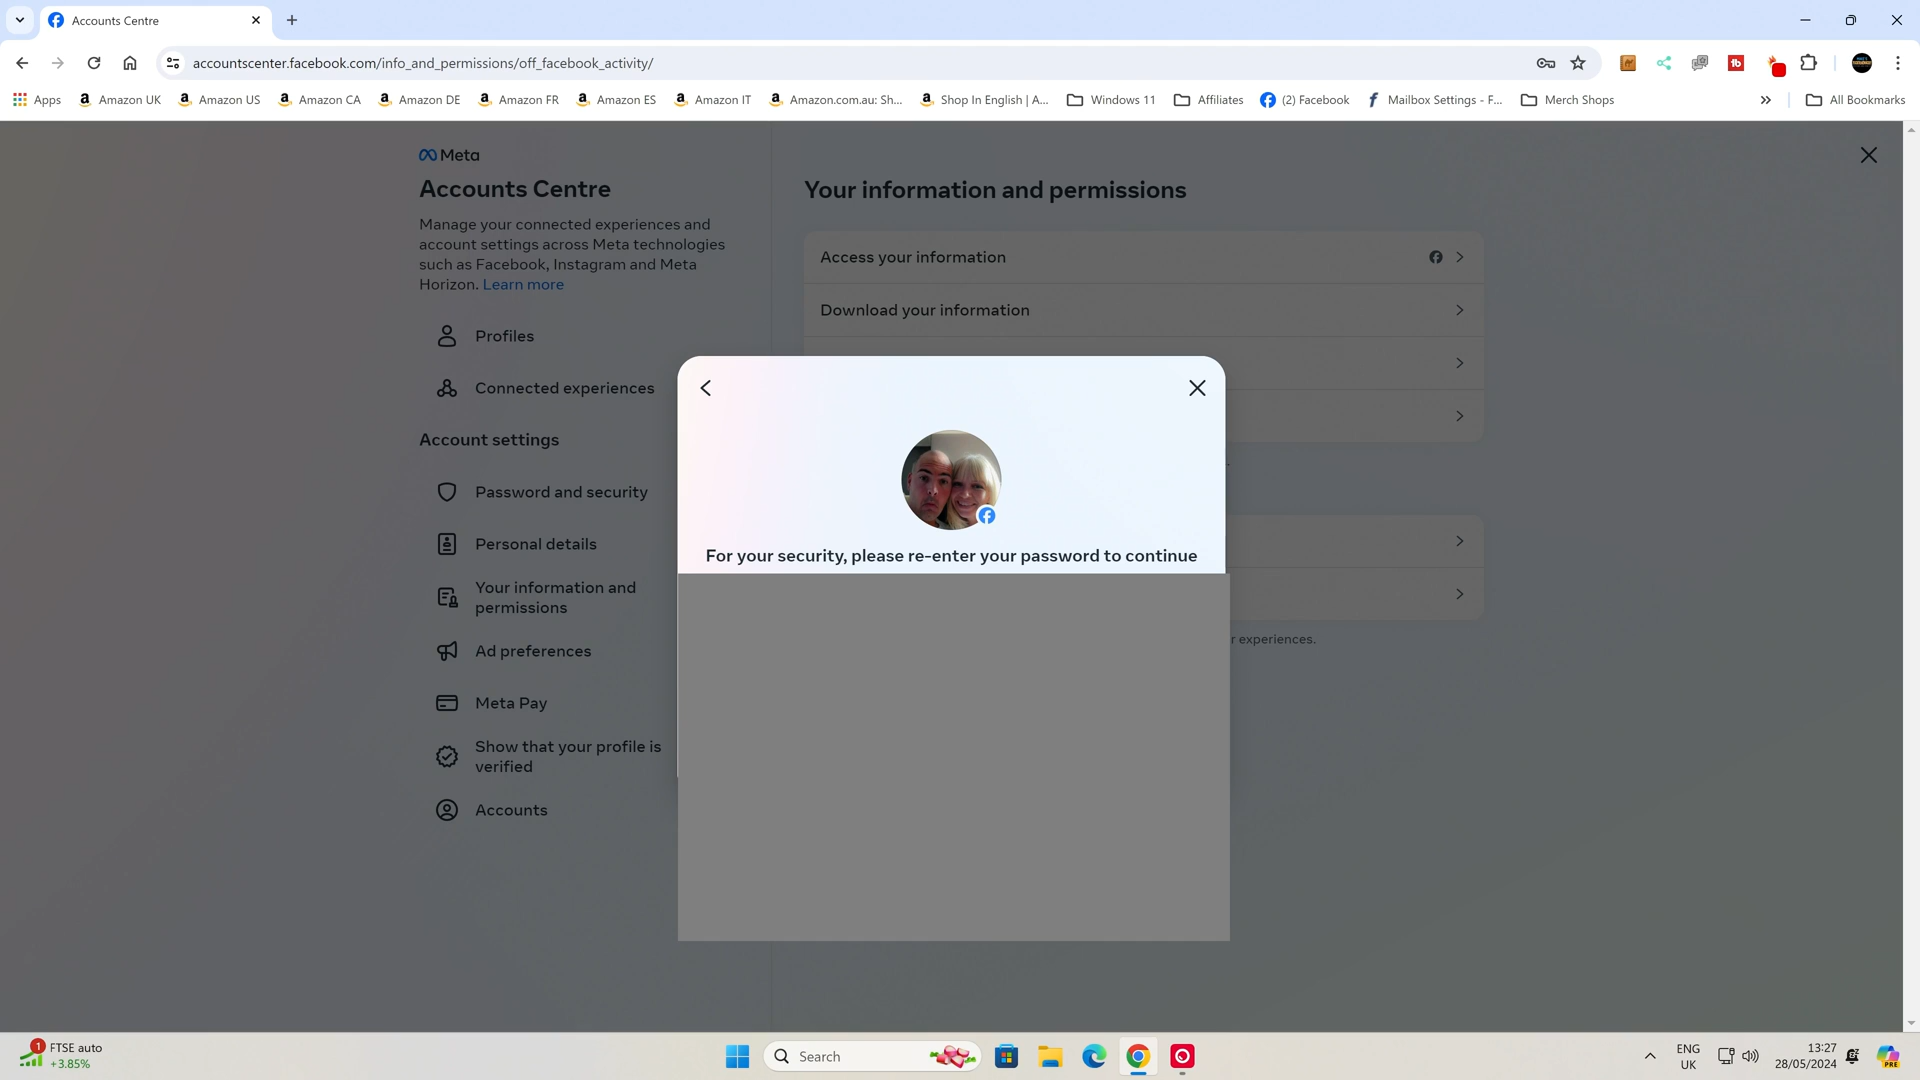 Accounts Centre
accountscenter.facebook.com/info_and_permissions/off_facebook_activity/
Apps
Amazon UK
Amazon US
Amazon CA
Amazon DE
Amazon FR
Amazon ES
Amazon IT
Amazon.com.au: Sh...
Shop In English | A...
Windows 11
Affiliates
(2) Facebook
Mailbox Settings - F...
Merch Shops
All Bookmarks
Meta
Accounts Centre
Manage your connected experiences and
account settings across Meta technologies
such as Facebook, Instagram and Meta
Horizon. Learn more
Profiles
Connected experiences
Account settings
Password and security
Personal details
Your information and
permissions
Ad preferences
Meta Pay
Show that your profile is
verified
Accounts
Your information and permissions
Access your information
Download your information
For your security, please re-enter your password to continue
r experiences.
1
FTSE auto
+3.85%
Search
ENG
UK
13:27
28/05/2024
PRE